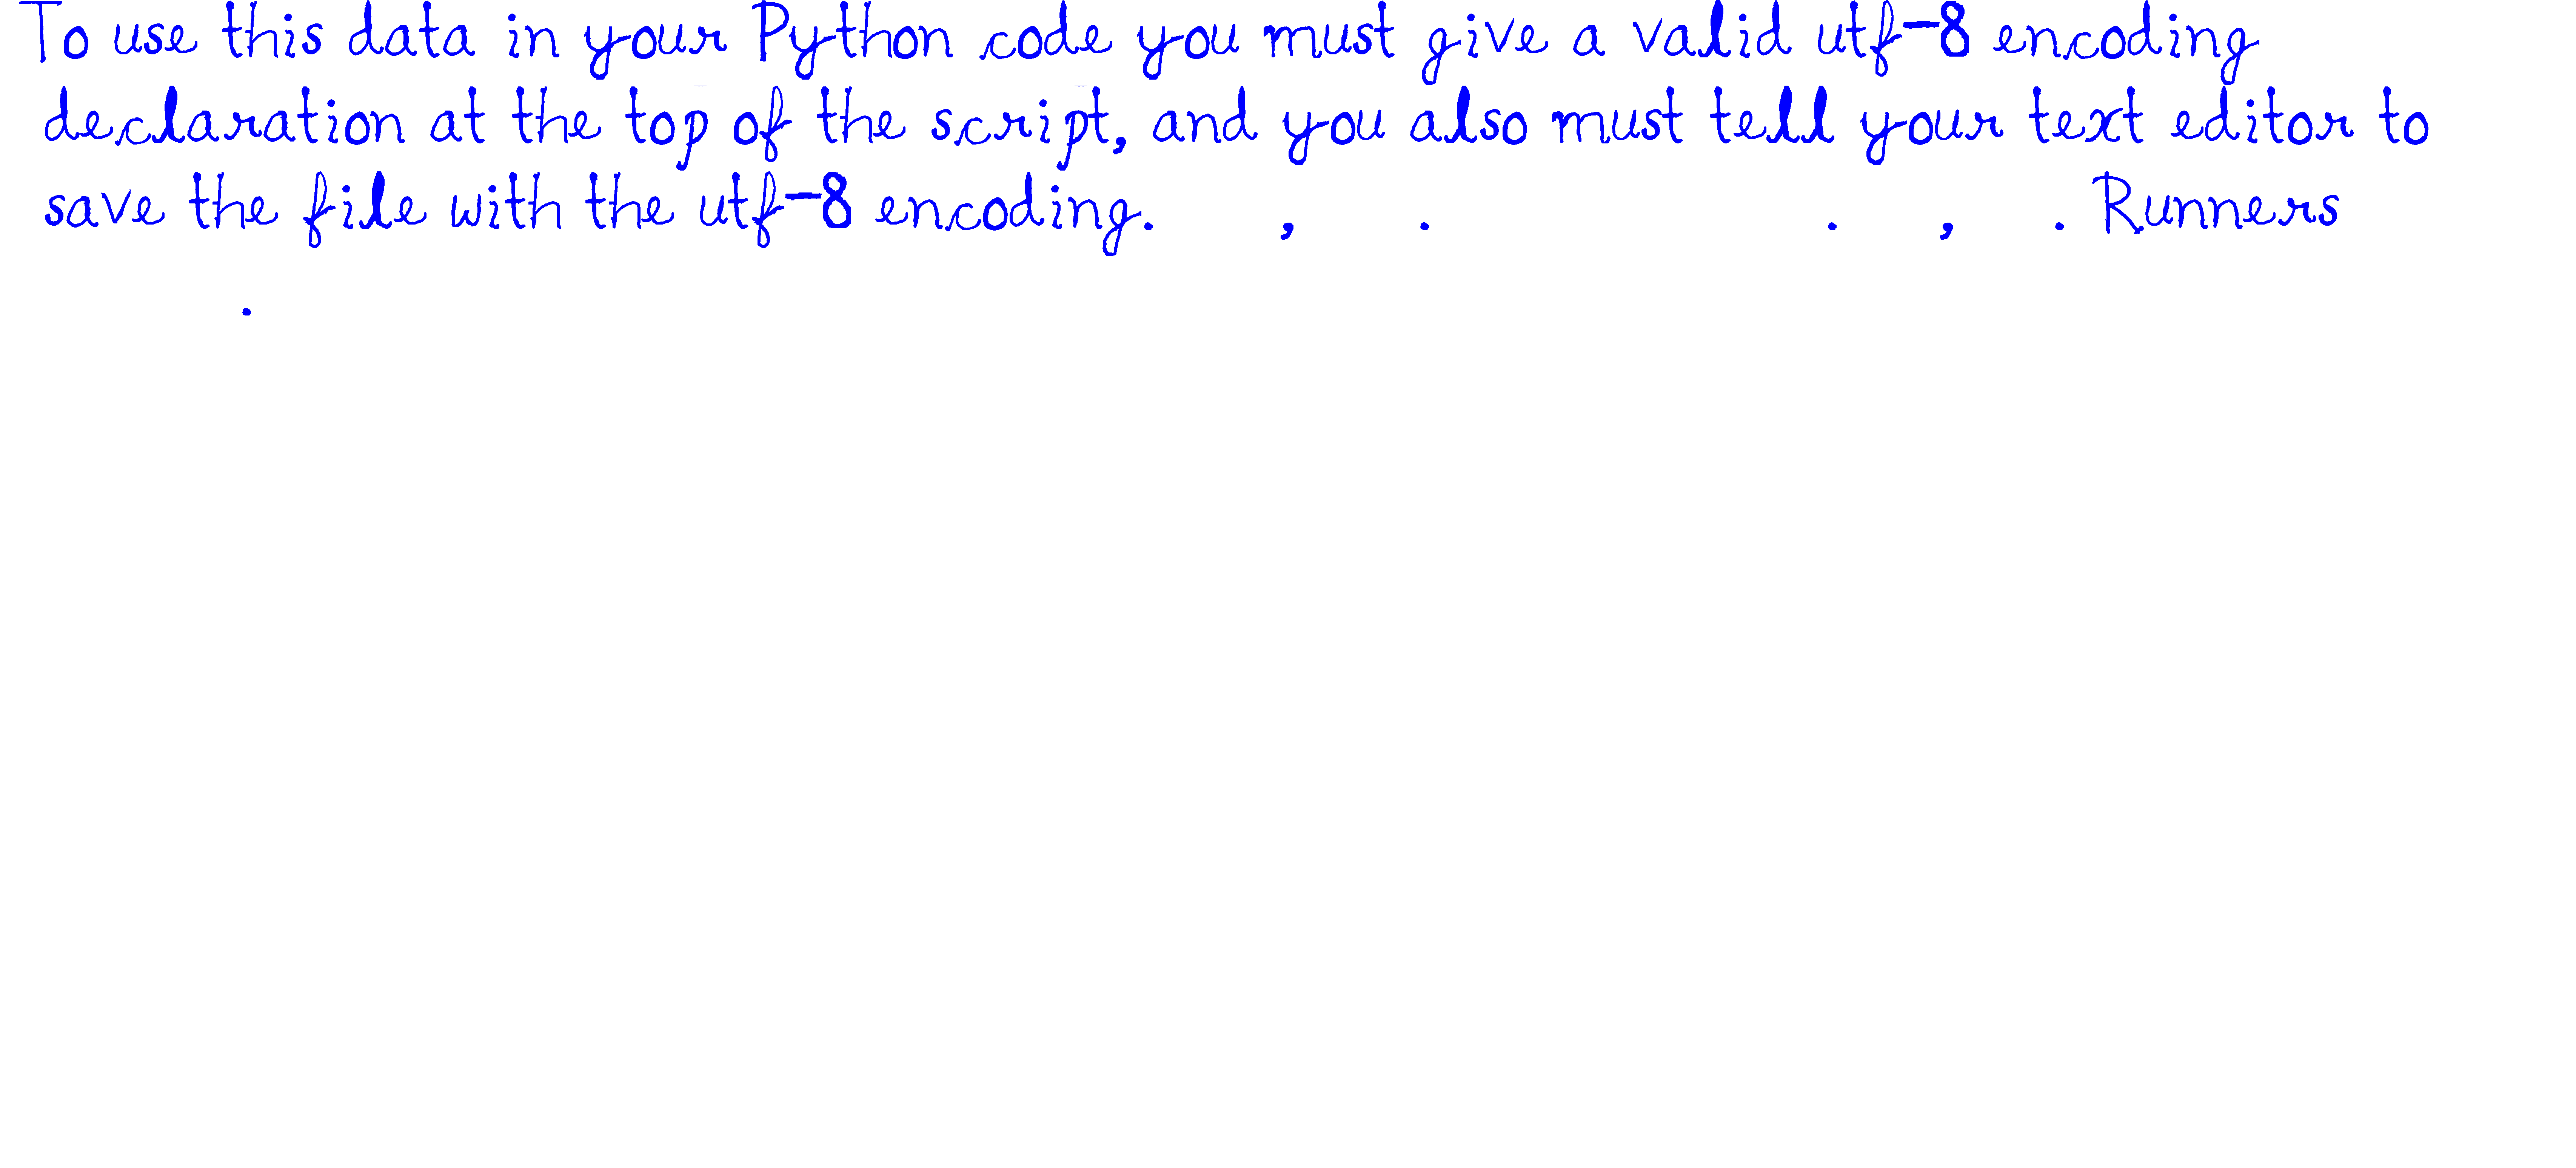 To use this data in your Python code you must give a valid utf-8 encoding
declaration at the top of the script, and you also must tell your text editor to
save the file with the utf-8 encoding. , . . , . Runners
.